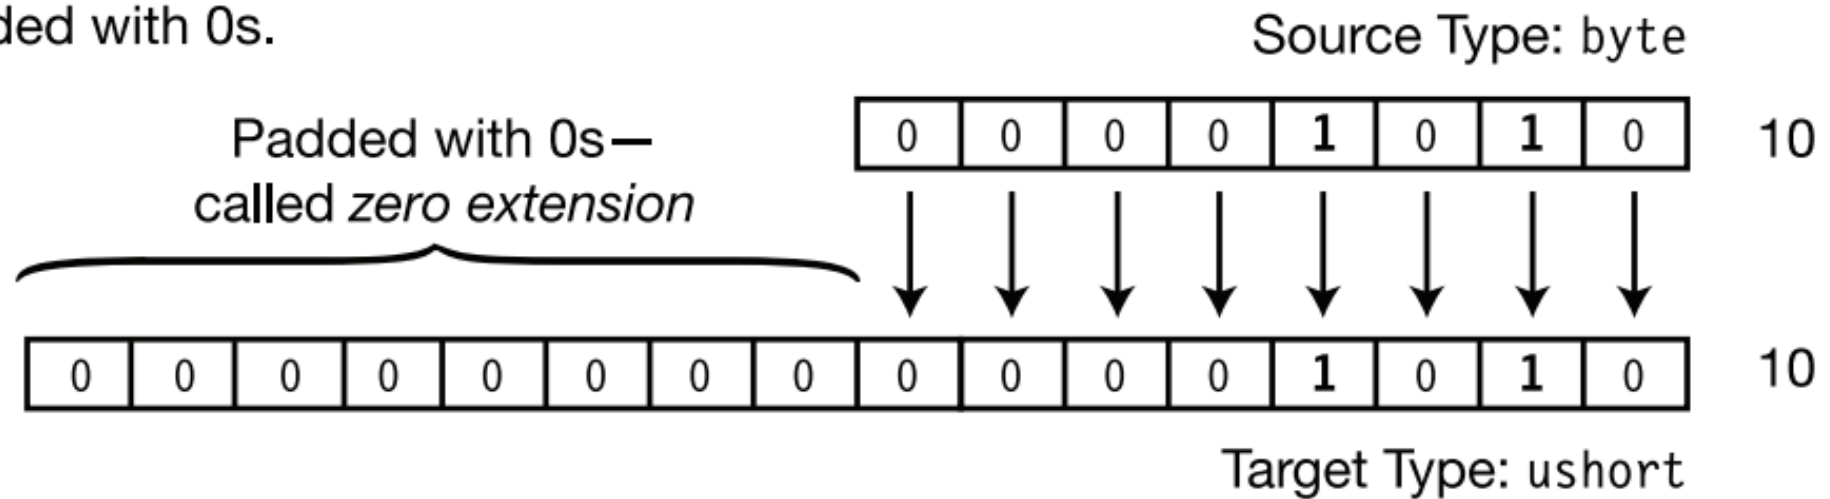 ded with 0s.
Source Type: byte
Padded with 0s—
called zero extension
0 0 0 0 1 0 1 0 10
0 0 0 0 0 0 0 0 0 0 0 0 1 0 1 0 10
Target Type: ushort